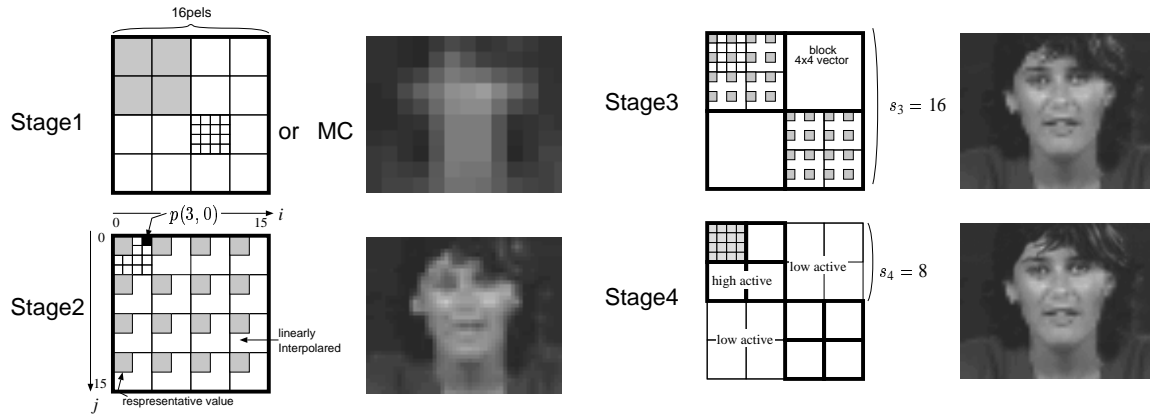 16pels
Stage1
or MC
0
p(3, 0)
15
i
0
Stage2
linearly
Interpolared
15
j
respresentative value
Stage3
block
4x4 vector
s₃ = 16
Stage4
low active
high active
s₄ = 8
low active